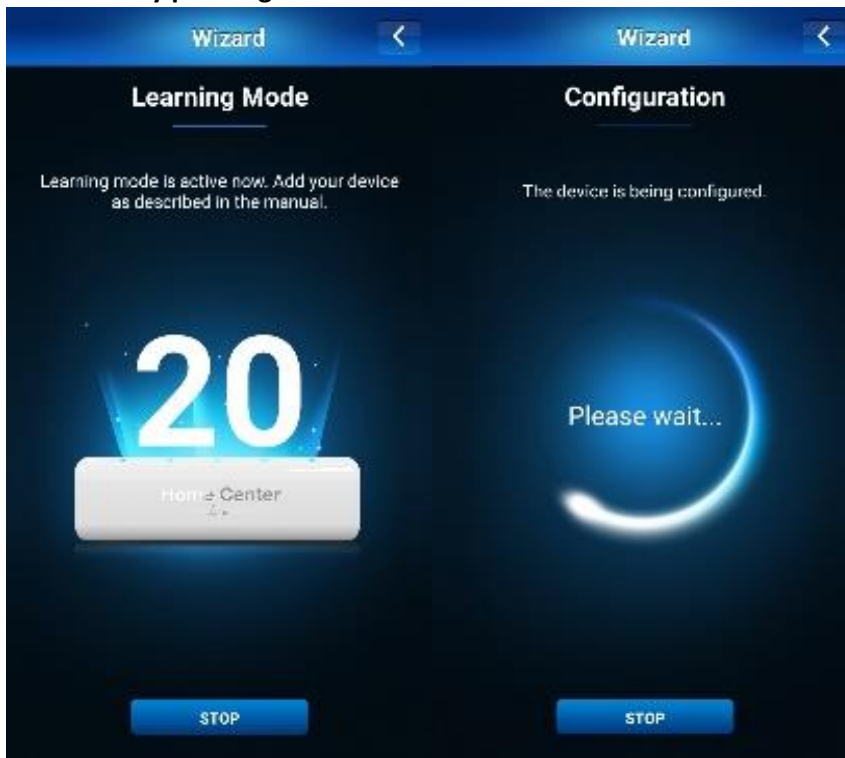 Wizard
Learning Mode
Learning mode is active now. Add your device
as described in the manual.
20
Home Center
STOP
Wizard
Configuration
The device is being configured.
Please wait...
STOP